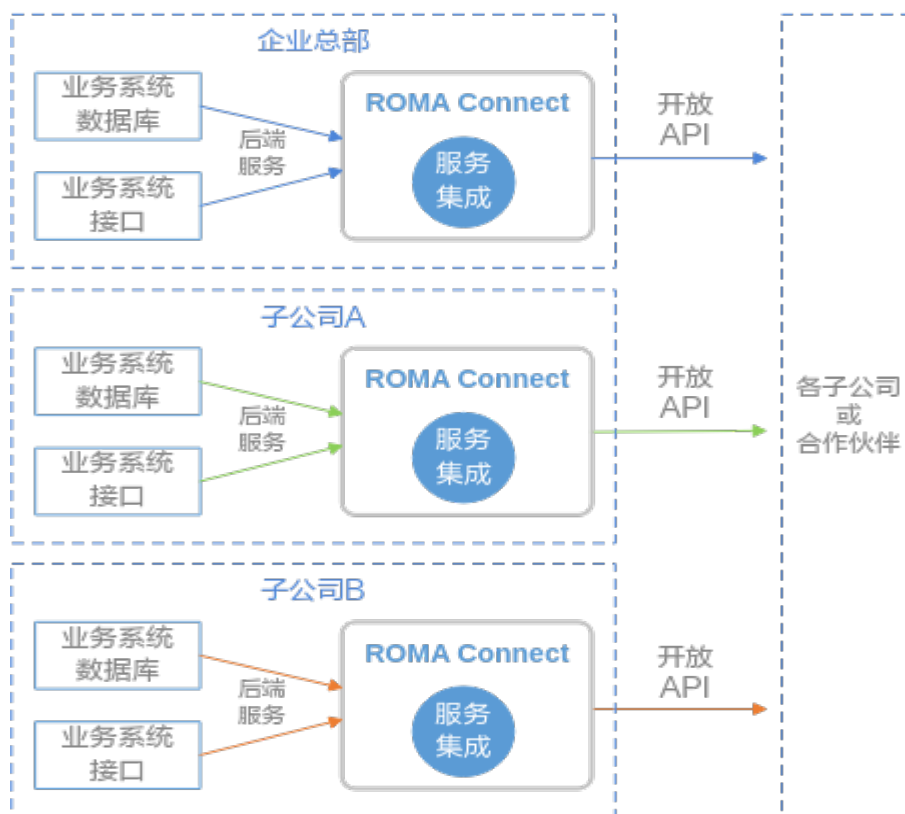 企业总部
业务系统
数据库
业务系统
接口
后端
服务
ROMA Connect
服务
集成
开放
API
子公司A
业务系统
数据库
业务系统
接口
后端
服务
ROMA Connect
服务
集成
开放
API
各子公司
或
合作伙伴
子公司B
业务系统
数据库
业务系统
接口
后端
服务
ROMA Connect
服务
集成
开放
API